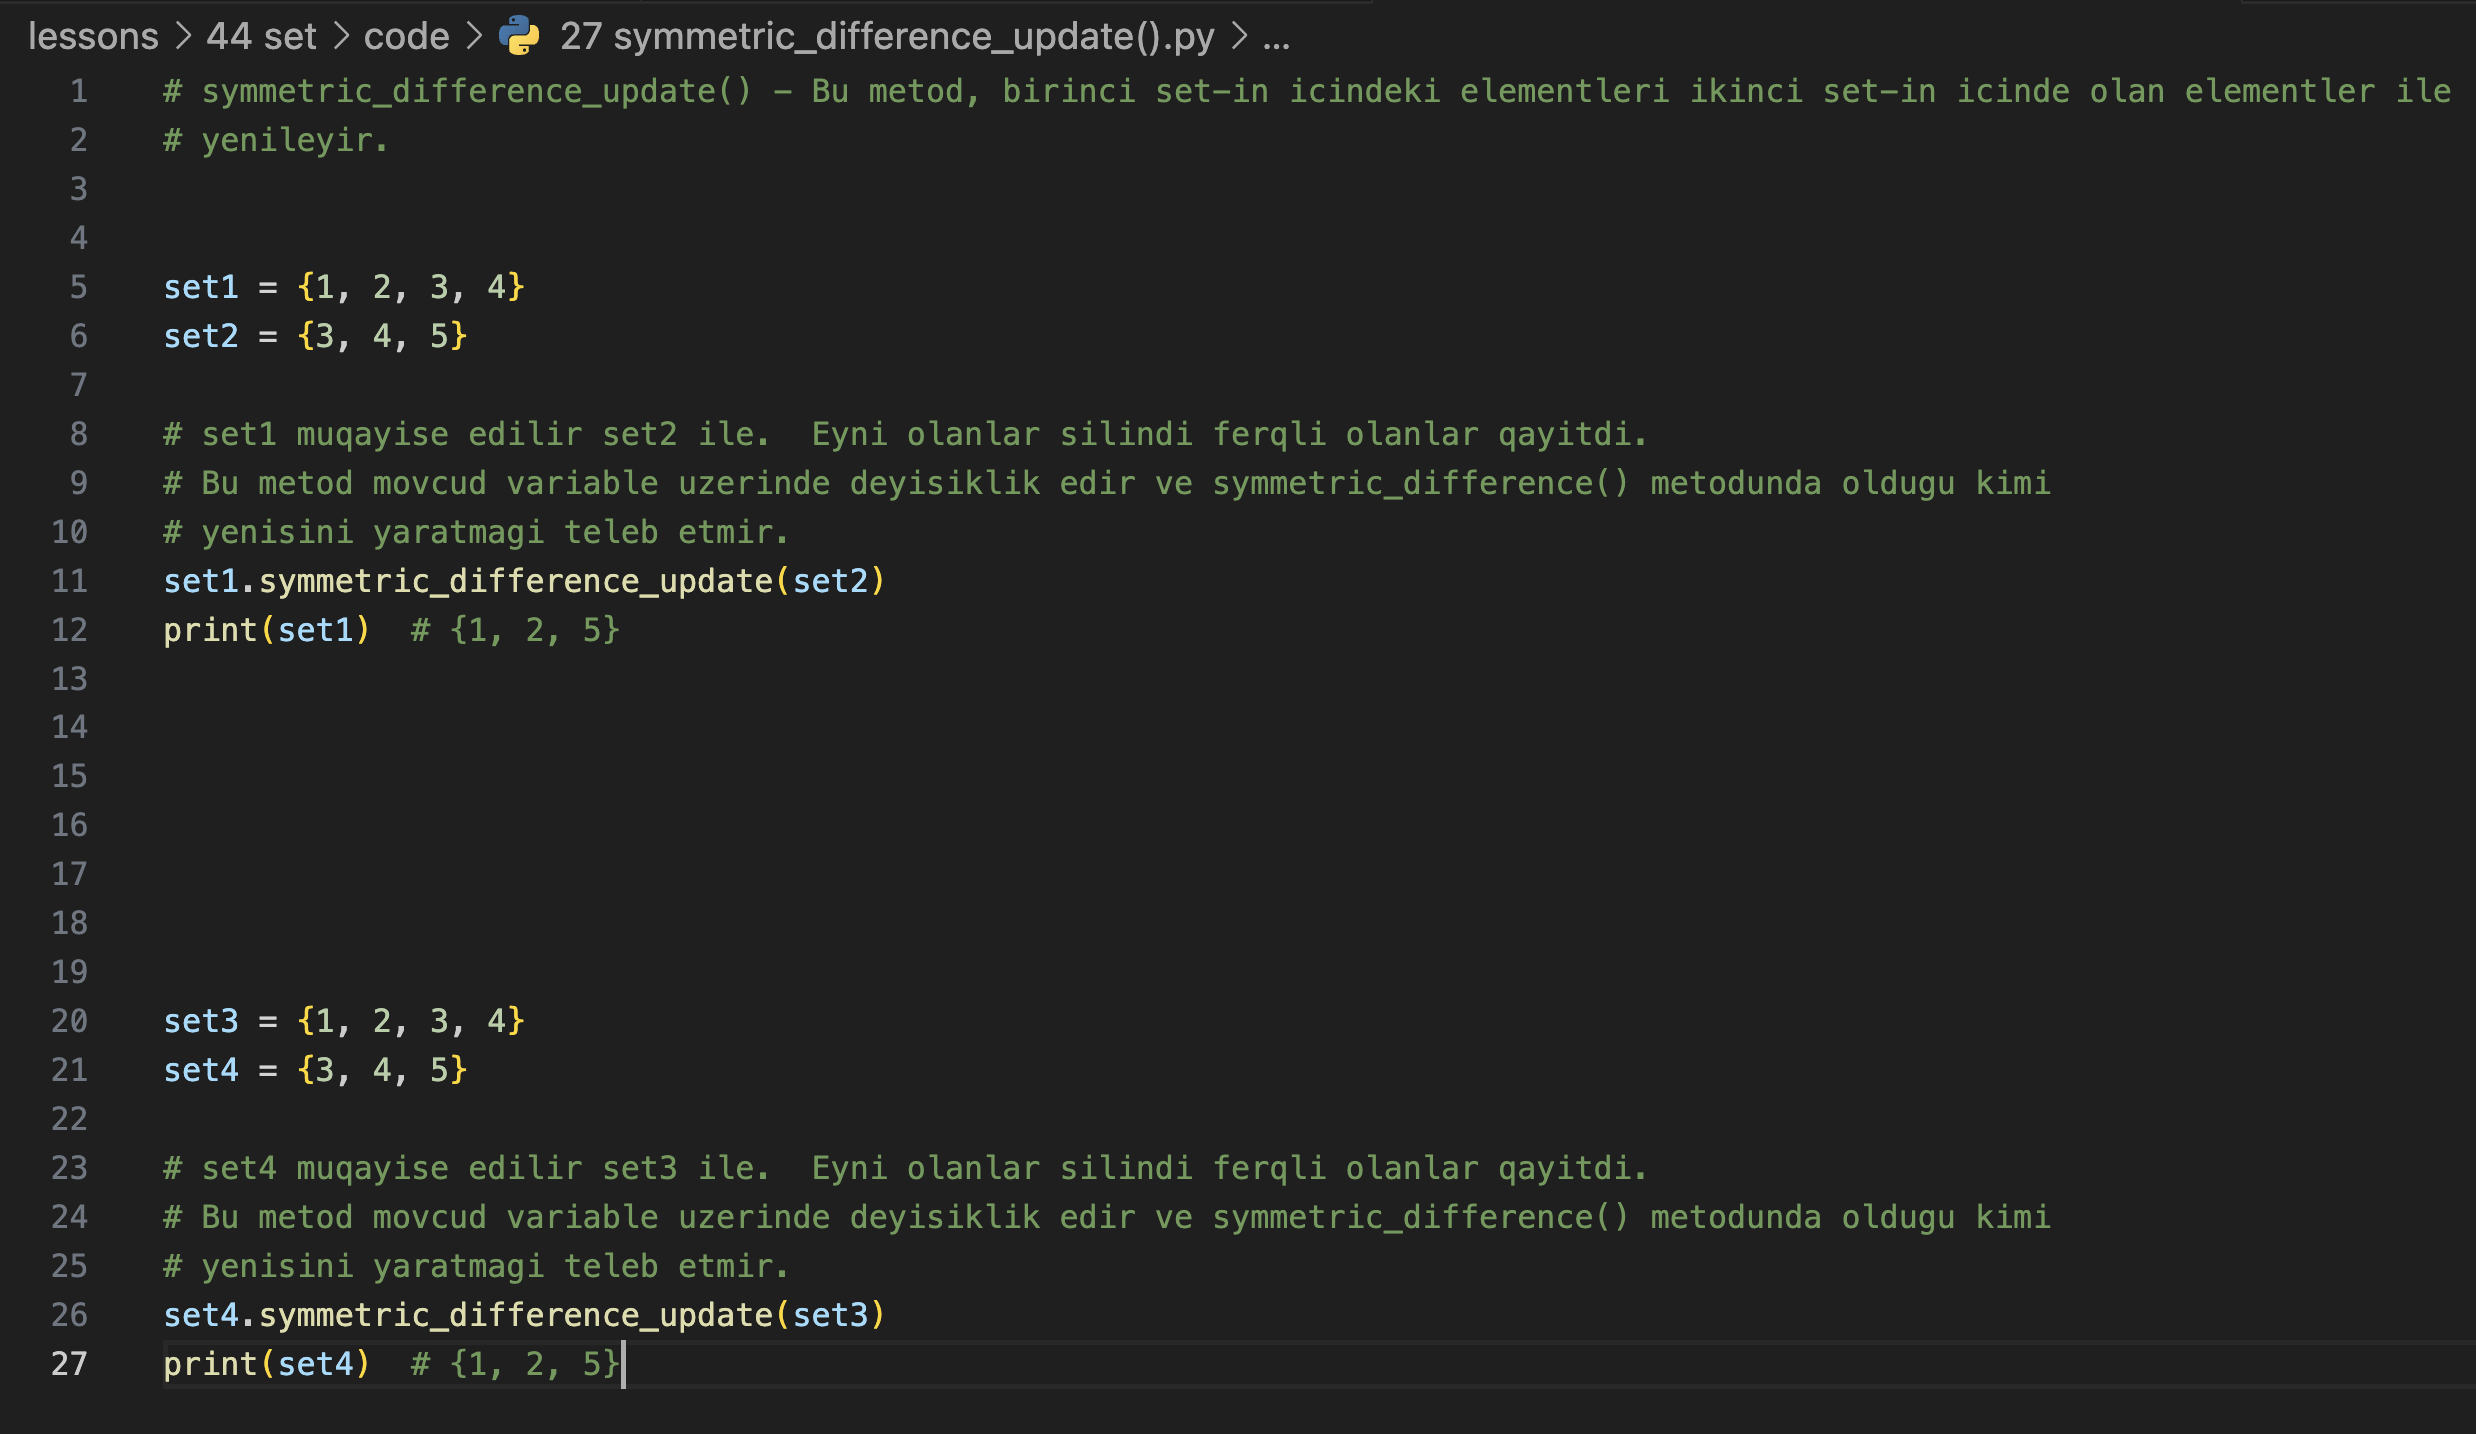 lessons > 44 set > code > 27 symmetric_difference_update().py > ...
1 # symmetric_difference_update() - Bu metod, birinci set-in icindeki elementleri ikinci set-in icinde olan elementler ile
2 # yenileyir.
3
4
5 set1 = {1, 2, 3, 4}
6 set2 = {3, 4, 5}
7
8 # set1 muqayise edilir set2 ile.  Eyni olanlar silindi ferqli olanlar qayitdi.
9 # Bu metod movcud variable uzerinde deyisiklik edir ve symmetric_difference() metodunda oldugu kimi
10 # yenisini yaratmagi teleb etmir.
11 set1.symmetric_difference_update(set2)
12 print(set1)  # {1, 2, 5}
13
14
15
16
17
18
19
20 set3 = {1, 2, 3, 4}
21 set4 = {3, 4, 5}
22
23 # set4 muqayise edilir set3 ile.  Eyni olanlar silindi ferqli olanlar qayitdi.
24 # Bu metod movcud variable uzerinde deyisiklik edir ve symmetric_difference() metodunda oldugu kimi
25 # yenisini yaratmagi teleb etmir.
26 set4.symmetric_difference_update(set3)
27 print(set4)  # {1, 2, 5}